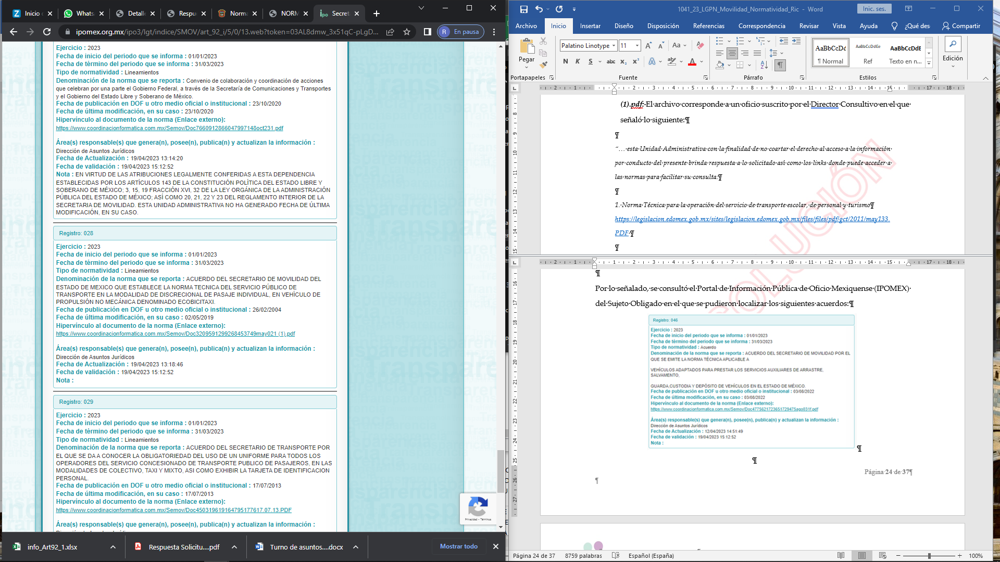 Inicio
Whats
Detalle
Respu
Norma
NORM
Secret
ipomex.org.mx/ipo3/lgt/indice/SMOV/art_92_i/5/0/13.web?token=03AL8dmw_3x51qC-pLgD...
R En pausa
Ejercicio : 2023
Fecha de inicio del periodo que se informa : 01/01/2023
Fecha de término del periodo que se informa : 31/03/2023
Tipo de normatividad : Lineamientos
Denominación de la norma que se reporta : Convenio de colaboración y coordinación de acciones
que celebran por una parte el Gobierno Federal, a través de la Secretaría de Comunicaciones y Transportes
y el Gobierno del Estado Libre y Soberano de México.
Fecha de publicación en DOF u otro medio oficial o institucional : 23/10/2020
Fecha de última modificación, en su caso : 23/10/2020
Hipervínculo al documento de la norma (Enlace externo):
https://www.coordinacionformatica.com.mx/Semov/Doc7660912866047997148oct231.pdf
Área(s) responsable(s) que genera(n), posee(n), publica(n) y actualizan la información :
Dirección de Asuntos Jurídicos
Fecha de Actualización : 19/04/2023 13:14:20
Fecha de validación : 19/04/2023 15:12:52
Nota : EN VIRTUD DE LAS ATRIBUCIONES LEGALMENTE CONFERIDAS A ESTA DEPENDENCIA
ESTABLECIDAS POR LOS ARTÍCULOS 143 DE LA CONSTITUCIÓN POLÍTICA DEL ESTADO LIBRE Y
SOBERANO DE MÉXICO; 3, 15, 19 FRACCIÓN XVI, 32 DE LA LEY ORGÁNICA DE LA ADMINISTRACIÓN
PÚBLICA DEL ESTADO DE MÉXICO; ASÍ COMO 20, 21, 22 Y 23 DEL REGLAMENTO INTERIOR DE LA
SECRETARIA DE MOVILIDAD. ESTA UNIDAD ADMINISTRATIVA NO HA GENERADO FECHA DE ÚLTIMA
MODIFICACIÓN, EN SU CASO.
Registro: 028
Ejercicio : 2023
Fecha de inicio del periodo que se informa : 01/01/2023
Fecha de término del periodo que se informa : 31/03/2023
Tipo de normatividad : Lineamientos
Denominación de la norma que se reporta : ACUERDO DEL SECRETARIO DE MOVILIDAD DEL
ESTADO DE MEXICO QUE ESTABLECE LA NORMA TECNICA DEL SERVICIO PÚBLICO DE
TRANSPORTE EN LA MODALIDAD DE DISCRECIONAL DE PASAJE INDIVIDUAL, EN VEHÍCULO DE
PROPULSIÓN NO MECÁNICA DENOMINADO ECOBICITAXI.
Fecha de publicación en DOF u otro medio oficial o institucional : 26/02/2004
Fecha de última modificación, en su caso : 02/05/2019
Hipervínculo al documento de la norma (Enlace externo):
https://www.coordinacionformatica.com.mx/Semov/Doc3209591299268453749may021 (1).pdf
Área(s) responsable(s) que genera(n), posee(n), publica(n) y actualizan la información :
Dirección de Asuntos Jurídicos
Fecha de Actualización : 19/04/2023 13:18:46
Fecha de validación : 19/04/2023 15:12:52
Nota :
Registro: 029
Ejercicio : 2023
Fecha de inicio del periodo que se informa : 01/01/2023
Fecha de término del periodo que se informa : 31/03/2023
Tipo de normatividad : Lineamientos
Denominación de la norma que se reporta : ACUERDO DEL SECRETARIO DE TRANSPORTE POR
EL QUE SE DA A CONOCER LA OBLIGATORIEDAD DEL USO DE UN UNIFORME PARA TODOS LOS
OPERADORES DEL SERVICIO CONCESIONADO DE TRANSPORTE PUBLICO DE PASAJEROS, EN LAS
MODALIDADES DE COLECTIVO, TAXI Y MIXTO, ASI COMO EXHIBIR LA TARJETA DE IDENTIFICACION
PERSONAL.
Fecha de publicación en DOF u otro medio oficial o institucional : 17/07/2013
Fecha de última modificación, en su caso : 17/07/2013
Hipervínculo al documento de la norma (Enlace externo):
https://www.coordinacionformatica.com.mx/Semov/Doc450319619164795177617.07.13.PDF
Área(s) responsable(s) que genera(n), posee(n), publica(n) y actualizan la información :
Privacidad - Términos
info_Art92_1.xlsx
Respuesta Solicitu....pdf
Turno de asuntos....docx
Mostrar todo
1041_23_LGPN_Movilidad_Normatividad_Ric - Word
Inic. ses.
Archivo Inicio Insertar Diseño Disposición Referencias Correspondencia Revisar Vista Ayuda ¿Qué des Compartir
Pegar
Palatino Linotype 11
N K S abc x₂ x²
AaBbCcDd AaBbCcDdEe AaBbCcDdE
¶ Normal Ref Texto en n...
Edición
Portapapeles Fuente Párrafo Estilos
(1).pdf: El archivo corresponde a un oficio suscrito por el Director Consultivo en el que
señaló lo siguiente:¶
¶
“… esta Unidad Administrativa con la finalidad de no coartar el derecho al acceso a la información
por conducto del presente brinda respuesta a lo solicitado así como los links donde puede acceder a
las normas para facilitar su consulta:¶
¶
1. Norma Técnica para la operación del servicio de transporte escolar, de personal y turismo¶
https://legislacion.edomex.gob.mx/sites/legislacion.edomex.gob.mx/files/files/pdf/gct/2011/may133.
PDF ¶
¶
¶
Por lo señalado, se consultó el Portal de Información Pública de Oficio Mexiquense (IPOMEX)
del Sujeto Obligado en el que se pudieron localizar los siguientes acuerdos:¶
Registro: 046
Ejercicio : 2023
Fecha de inicio del periodo que se informa : 01/01/2023
Fecha de término del periodo que se informa : 31/03/2023
Tipo de normatividad : Acuerdo
Denominación de la norma que se reporta : ACUERDO DEL SECRETARIO DE MOVILIDAD POR EL
QUE SE EMITE LA NORMA TÉCNICA APLICABLE A
VEHÍCULOS ADAPTADOS PARA PRESTAR LOS SERVICIOS AUXILIARES DE ARRASTRE,
SALVAMENTO,
GUARDA,CUSTODIA Y DEPÓSITO DE VEHÍCULOS EN EL ESTADO DE MÉXICO.
Fecha de publicación en DOF u otro medio oficial o institucional : 03/08/2022
Fecha de última modificación, en su caso : 03/08/2022
Hipervínculo al documento de la norma (Enlace externo):
https://www.coordinacionformatica.com.mx/Semov/Doc4775621723651729475ago031f.pdf
Área(s) responsable(s) que genera(n), posee(n), publica(n) y actualizan la información :
Dirección de Asuntos Jurídicos
Fecha de Actualización : 12/04/2023 14:51:49
Fecha de validación : 19/04/2023 15:12:52
Nota :
¶
¶
Página 24 de 37¶
¶
Página 24 de 37 8759 palabras Español (España) 100%